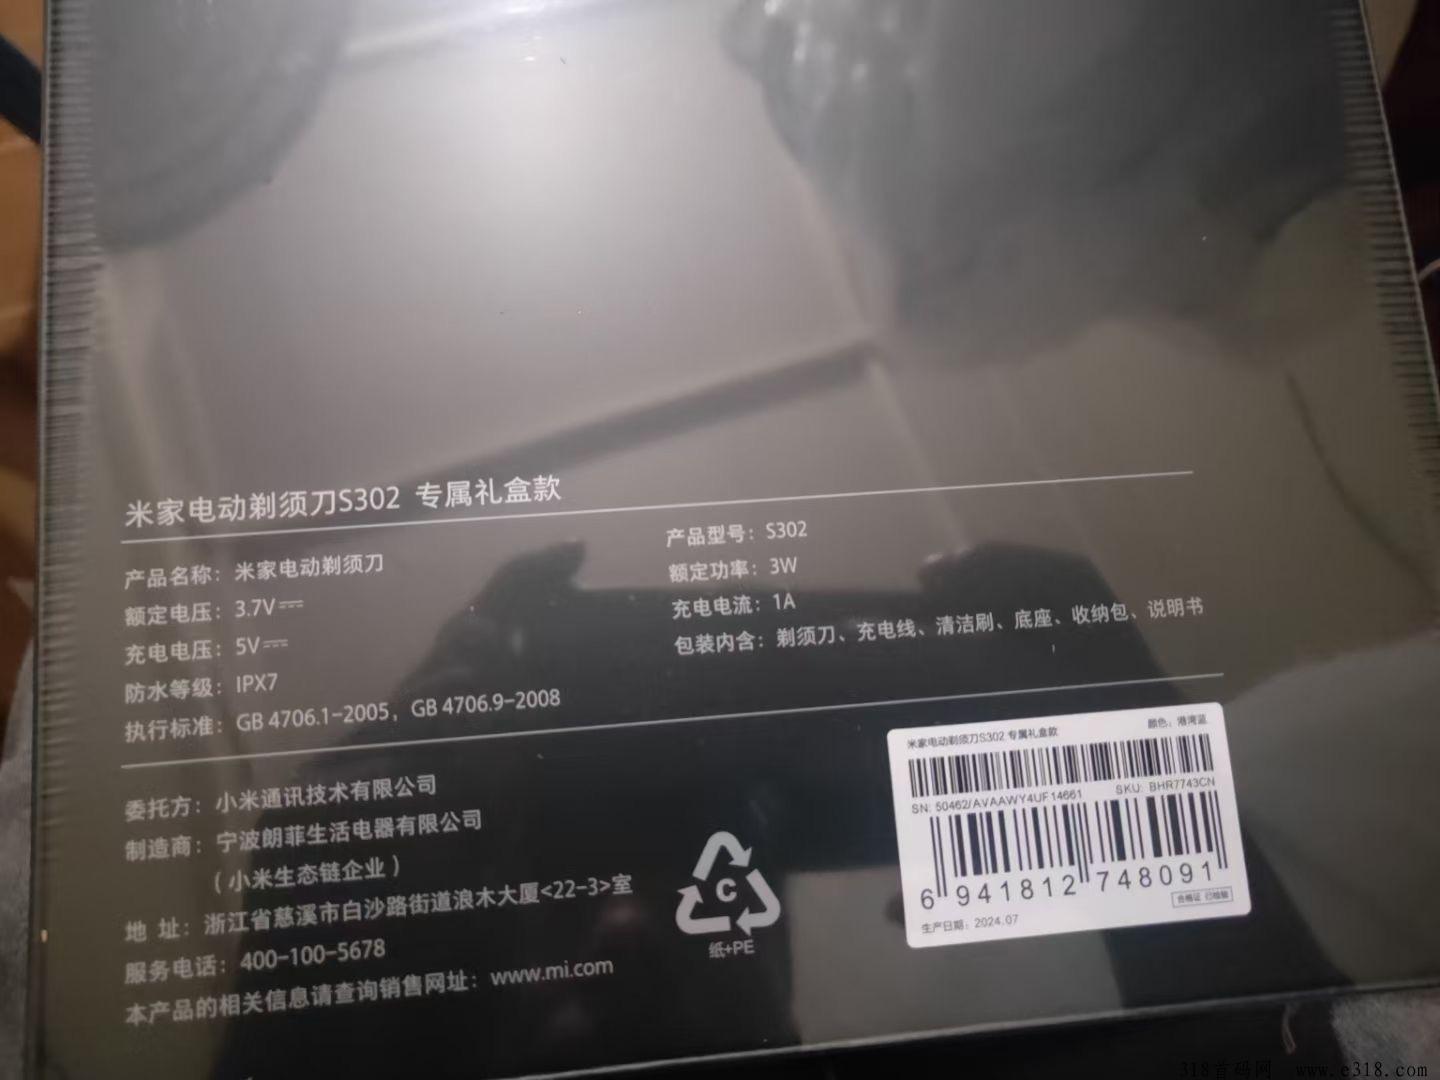 米家电动剃须刀S302 专属礼盒款
产品名称：米家电动剃须刀
产品型号：S302
额定电压：3.7V⎓
额定功率：3W
充电电压：5V⎓
充电电流：1A
防水等级：IPX7
包装内含：剃须刀、充电线、清洁刷、底座、收纳包、说明书
执行标准：GB 4706.1-2005，GB 4706.9-2008
委托方：小米通讯技术有限公司
制造商：宁波朗菲生活电器有限公司
（小米生态链企业）
地 址：浙江省慈溪市白沙路街道浪木大厦<22-3>室
服务电话：400-100-5678
本产品的相关信息请查询销售网址：www.mi.com
C
纸+PE
米家电动剃须刀S302 专属礼盒款
颜色：港湾蓝
SN: 50462/AVAAWY4UF14661
SKU: BHR7743CN
6 941812 748091
合格证 已检验
生产日期：2024.07
318首码网 www.e318.com